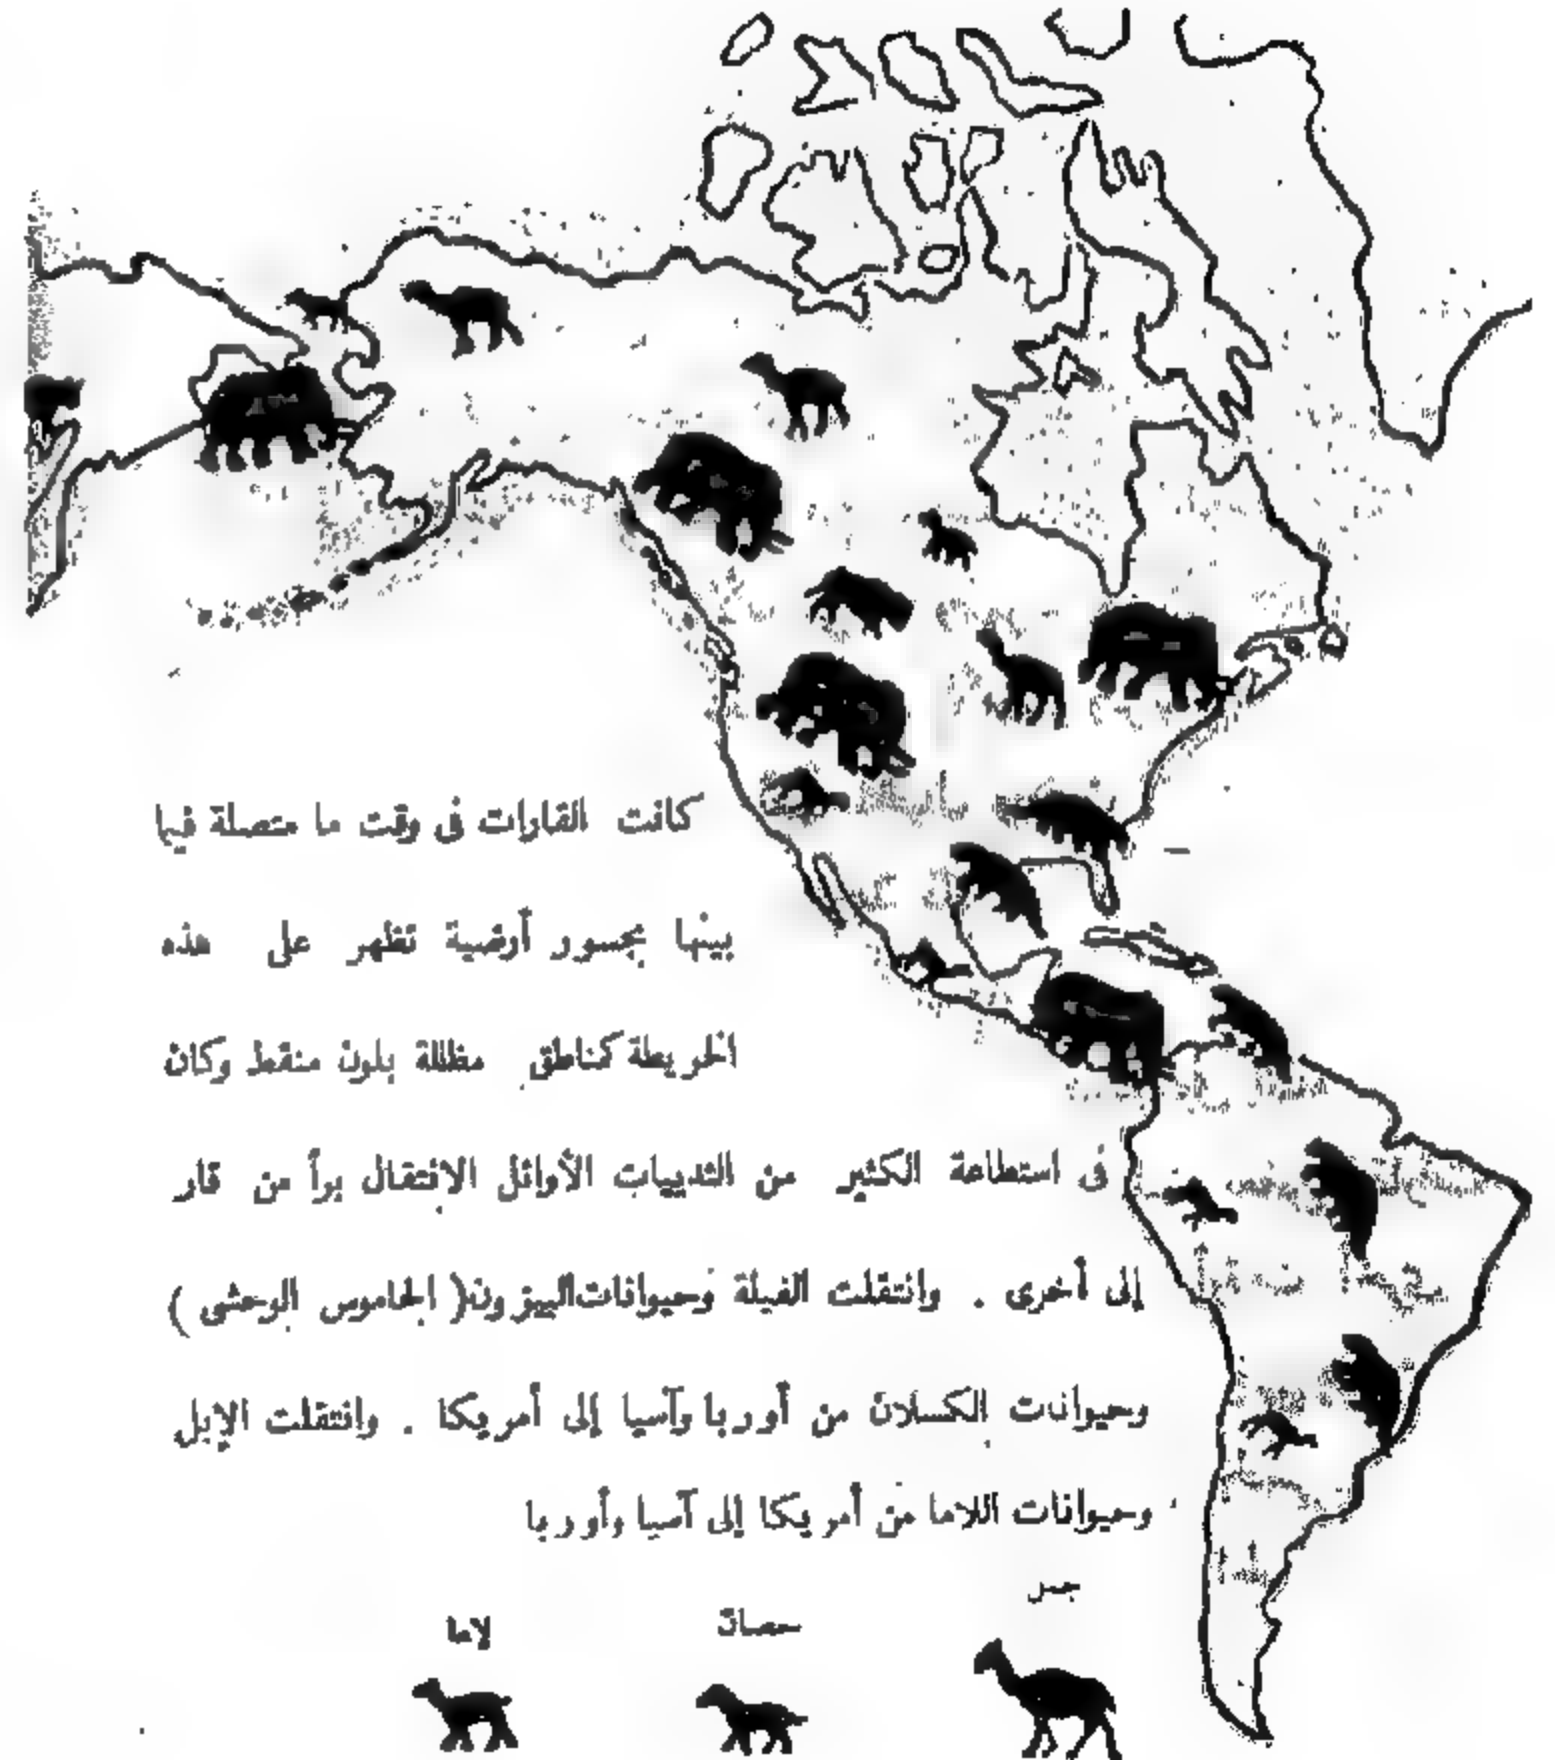 كانت القارات فى وقت ما متصلة فيما
بينها بجسور أرضية تظهر على هذه
الخريطة كمناطق مظللة بلون منقط وكان
فى استطاعة الكثير من الثدييات الأوائل الانتقال براً من قار
إلى أخرى . وانتقلت الفيلة وحيوانات البيزون ( الجاموس الوحشى )
وحيوانات الكسلان من أوربا وآسيا إلى أمريكا . وانتقلت الإبل
وحيوانات اللاما من أمريكا إلى آسيا وأوربا
جمل
حصان
لاما